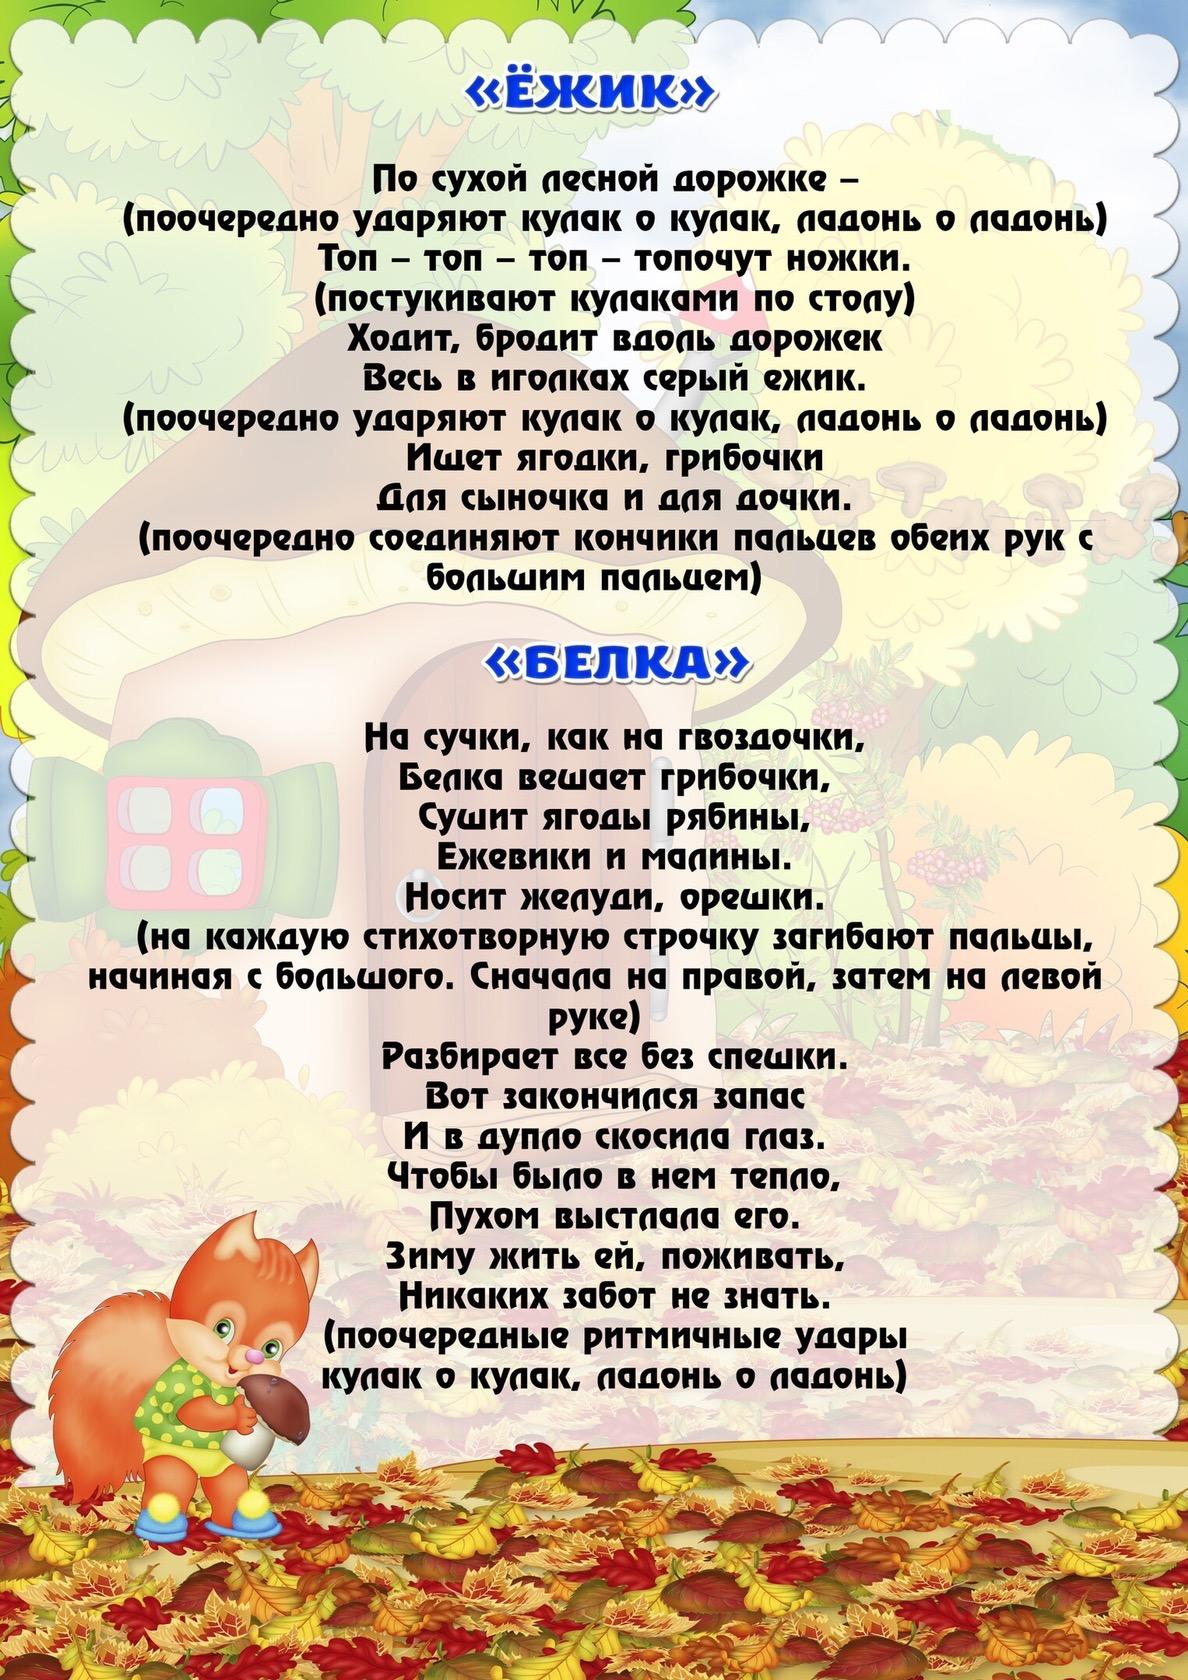 «ЁЖИК»
По сухой лесной дорожке –
(поочередно ударяют кулак о кулак, ладонь о ладонь)
Топ – топ – топ – топочут ножки.
(постукивают кулаками по столу)
Ходит, бродит вдоль дорожек
Весь в иголках серый ежик.
(поочередно ударяют кулак о кулак, ладонь о ладонь)
Ищет ягодки, грибочки
Для сыночка и для дочки.
(поочередно соединяют кончики пальцев обеих рук с
большим пальцем)
«БЕЛКА»
На сучки, как на гвоздочки,
Белка вешает грибочки,
Сушит ягоды рябины,
Ежевики и малины.
Носит желуди, орешки.
(на каждую стихотворную строчку загибают пальцы,
начиная с большого. Сначала на правой, затем на левой
руке)
Разбирает все без спешки.
Вот закончился запас
И в дупло скосила глаз.
Чтобы было в нем тепло,
Пухом выстлала его.
Зиму жить ей, поживать,
Никаких забот не знать.
(поочередные ритмичные удары
кулак о кулак, ладонь о ладонь)